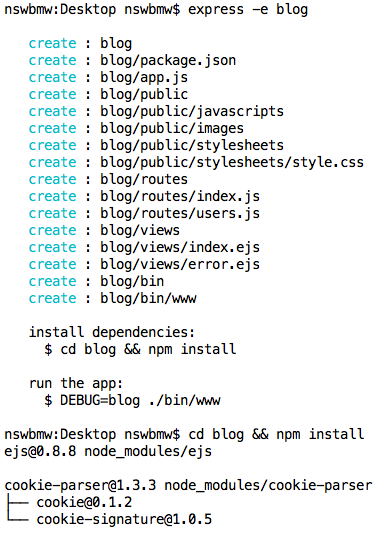 nswbmw:Desktop nswbmw$ express -e blog
create : blog
create : blog/package.json
create : blog/app.js
create : blog/public
create : blog/public/javascripts
create : blog/public/images
create : blog/public/stylesheets
create : blog/public/stylesheets/style.css
create : blog/routes
create : blog/routes/index.js
create : blog/routes/users.js
create : blog/views
create : blog/views/index.ejs
create : blog/views/error.ejs
create : blog/bin
create : blog/bin/www
install dependencies:
$ cd blog && npm install
run the app:
$ DEBUG=blog ./bin/www
nswbmw:Desktop nswbmw$ cd blog && npm install
ejs@0.8.8 node_modules/ejs
cookie-parser@1.3.3 node_modules/cookie-parser
├── cookie@0.1.2
└── cookie-signature@1.0.5